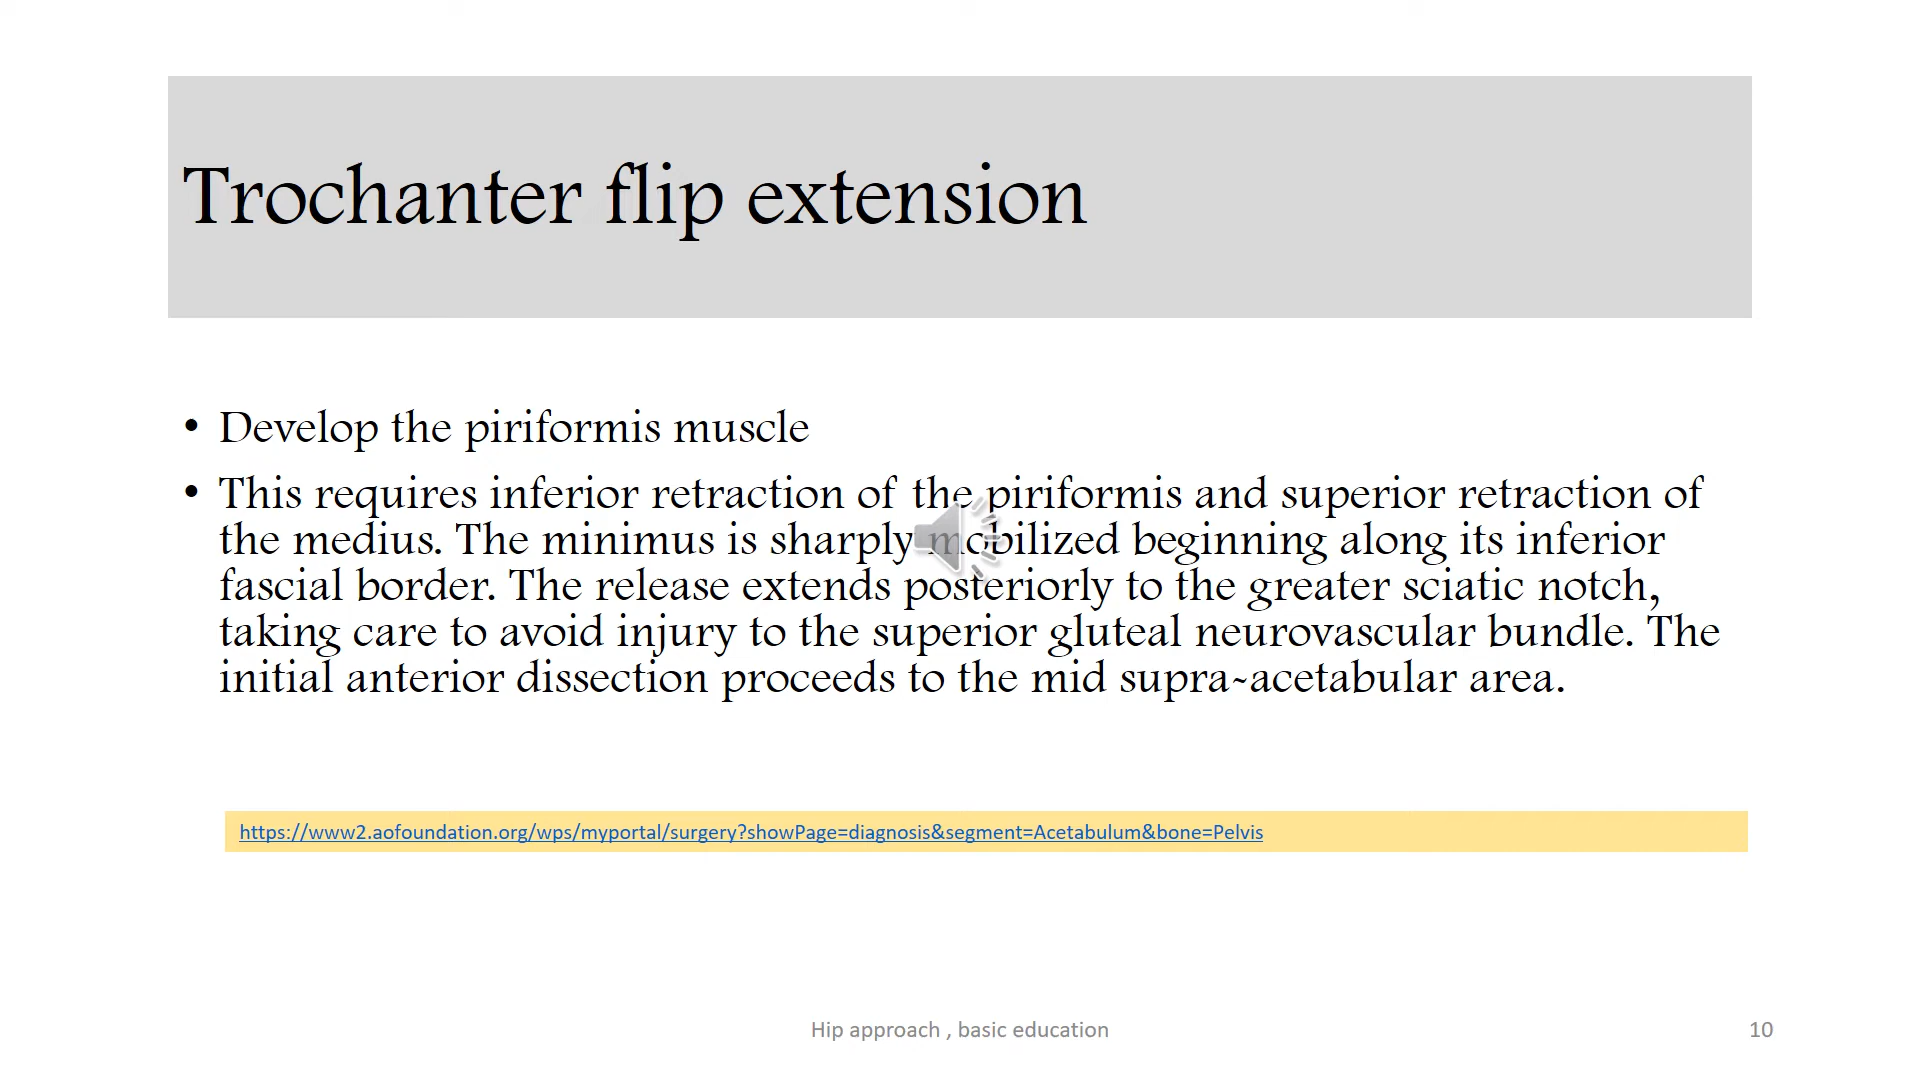 Trochanter flip extension
• Develop the piriformis muscle
• This requires inferior retraction of the piriformis and superior retraction of
the medius. The minimus is sharply mobilized beginning along its inferior
fascial border. The release extends posteriorly to the greater sciatic notch,
taking care to avoid injury to the superior gluteal neurovascular bundle. The
initial anterior dissection proceeds to the mid supra-acetabular area.
https://www2.aofoundation.org/wps/myportal/surgery?showPage=diagnosis&segment=Acetabulum&bone=Pelvis
Hip approach , basic education
10